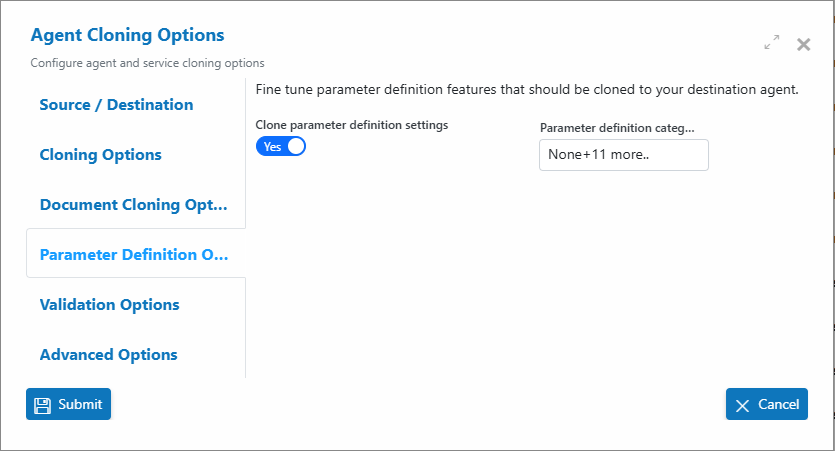 Agent Cloning Options
Configure agent and service cloning options
Source / Destination
Cloning Options
Document Cloning Opt...
Parameter Definition O...
Validation Options
Advanced Options
Fine tune parameter definition features that should be cloned to your destination agent.
Clone parameter definition settings
Yes
Parameter definition categ...
None+11 more..
Submit
Cancel